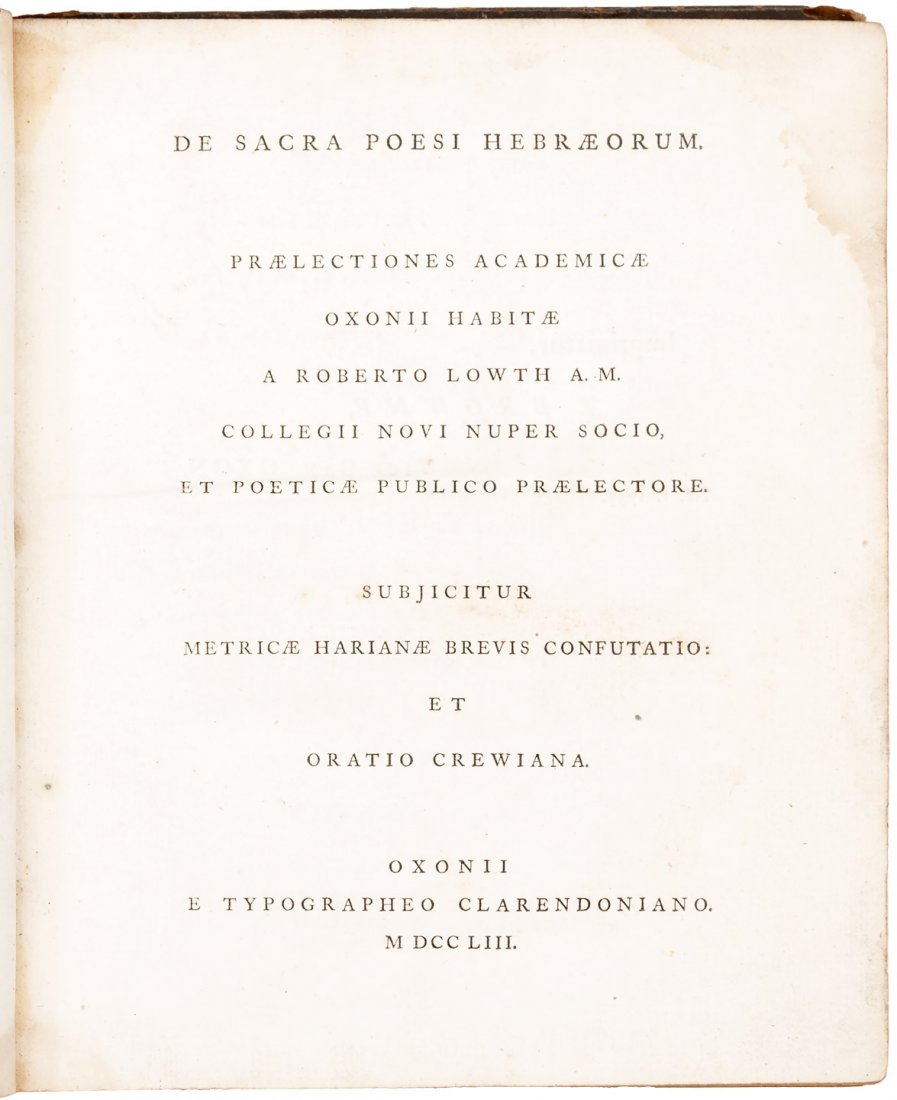 DE SACRA POESI HEBRÆORUM.
PRÆLECTIONES ACADEMICÆ
OXONII HABITÆ
A ROBERTO LOWTH A. M.
COLLEGII NOVI NUPER SOCIO,
ET POETICÆ PUBLICO PRÆLECTORE.
SUBJICITUR
METRICÆ HARIANÆ BREVIS CONFUTATIO:
ET
ORATIO CREWIANA.
OXONII
E TYPOGRAPHEO CLARENDONIANO.
M DCC LIII.